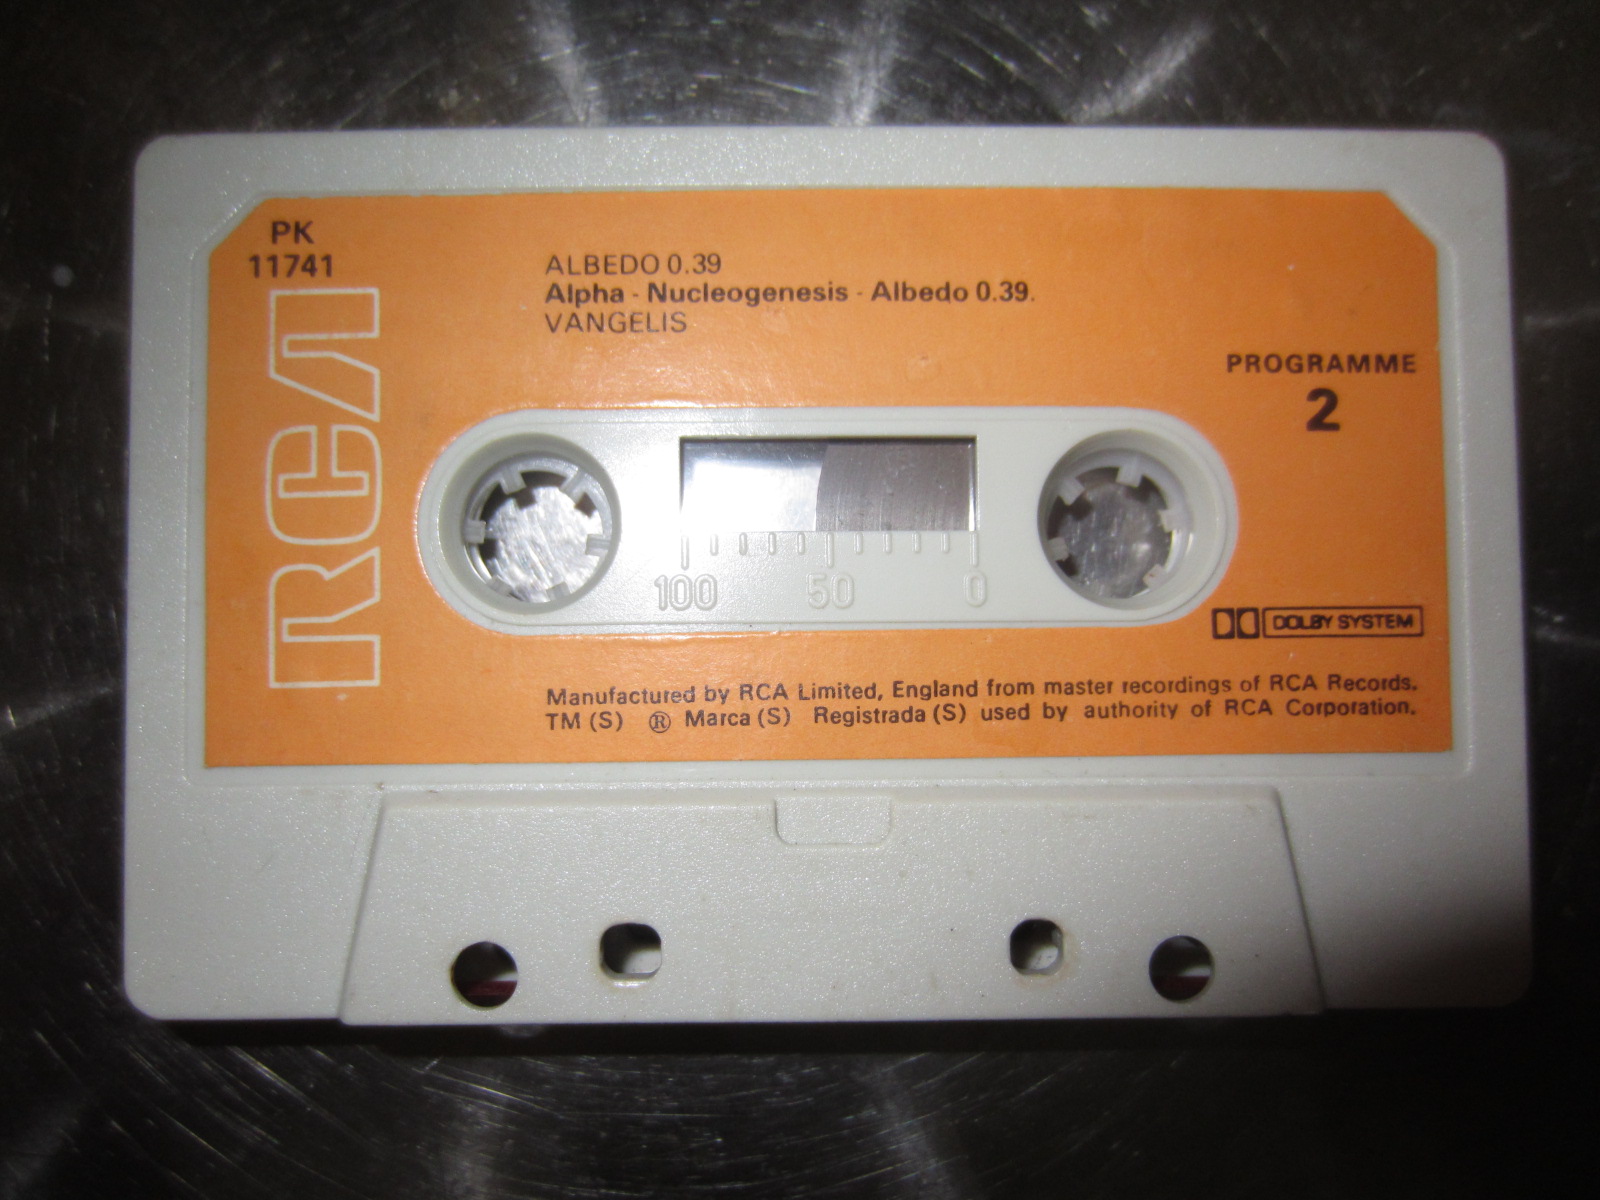 PK
11741
RCA
ALBEDO 0.39
Alpha - Nucleogenesis - Albedo 0.39.
VANGELIS
PROGRAMME
2
100 50 0
DOLBY SYSTEM
Manufactured by RCA Limited, England from master recordings of RCA Records.
TM (S) ® Marca (S) Registrada (S) used by authority of RCA Corporation.